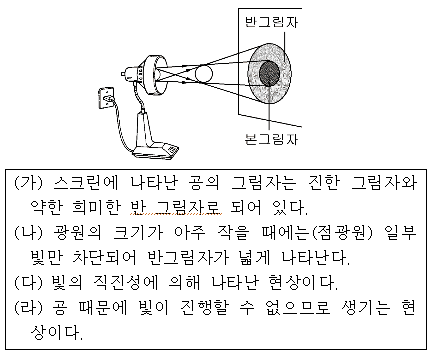 반그림자
본그림자
(가) 스크린에 나타난 공의 그림자는 진한 그림자와
약한 희미한 반 그림자로 되어 있다.
(나) 광원의 크기가 아주 작을 때에는(점광원) 일부
빛만 차단되어 반그림자가 넓게 나타난다.
(다) 빛의 직진성에 의해 나타난 현상이다.
(라) 공 때문에 빛이 진행할 수 없으므로 생기는 현
상이다.